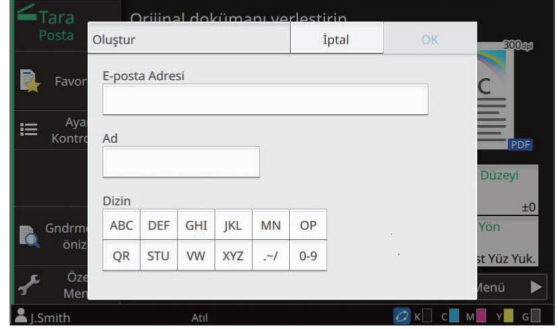 Tara
Posta
Orijinal dokümanı yerleştirin
Oluştur
İptal
OK
300dpi
E-posta Adresi
Favor
C
PDF
Aya
Kontro
Ad
Düzeyi
±0
Dizin
ABC DEF GHI JKL MN OP
QR STU VW XYZ .~/ 0-9
Gndrme
öniz
Yön
st Yüz Yuk.
Öze
Men
Menü
J.Smith
Atıl
K C M Y G